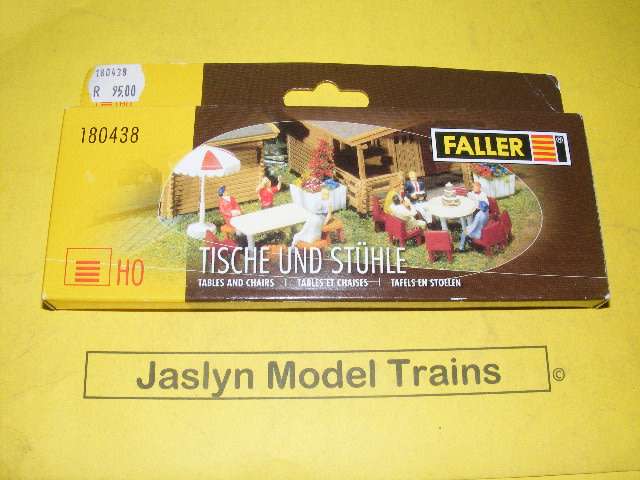 180438
R 95.00
HO
180438
FALLER ®
HO
TISCHE UND STÜHLE
TABLES AND CHAIRS | TABLES ET CHAISES | TAFELS EN STOELEN
Jaslyn Model Trains ©